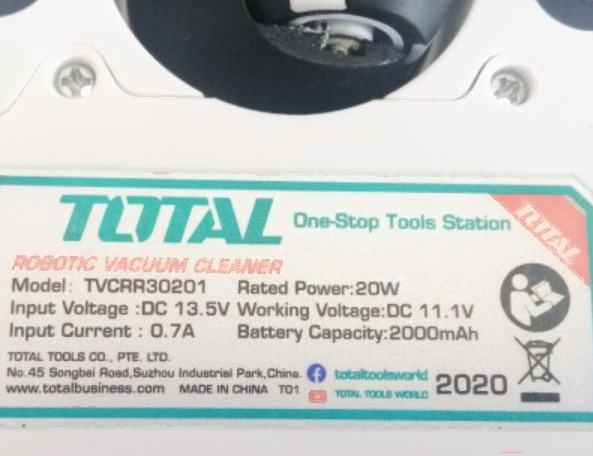 TOTAL One-Stop Tools Station
TOTAL
ROBOTIC VACUUM CLEANER
Model: TVCRR30201 Rated Power:20W
Input Voltage :DC 13.5V Working Voltage:DC 11.1V
Input Current : 0.7A Battery Capacity:2000mAh
TOTAL TOOLS CO., PTE. LTD.
No.45 Songbei Road,Suzhou Industrial Park,China. totaltoolsworld
www.totalbusiness.com MADE IN CHINA T01 TOTAL TOOLS WORLD 2020